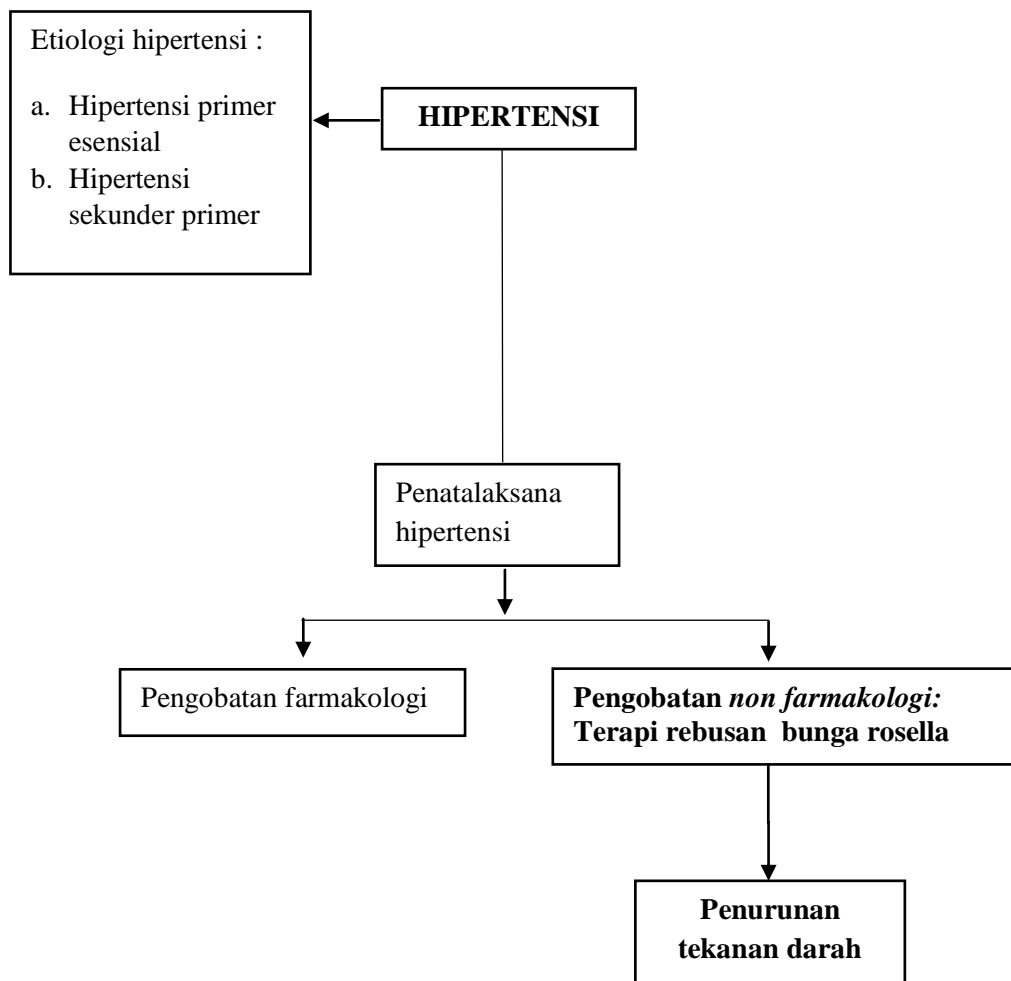 Etiologi hipertensi :
a. Hipertensi primer
esensial
b. Hipertensi
sekunder primer
HIPERTENSI
Penatalaksana
hipertensi
Pengobatan farmakologi
Pengobatan non farmakologi:
Terapi rebusan bunga rosella
Penurunan
tekanan darah